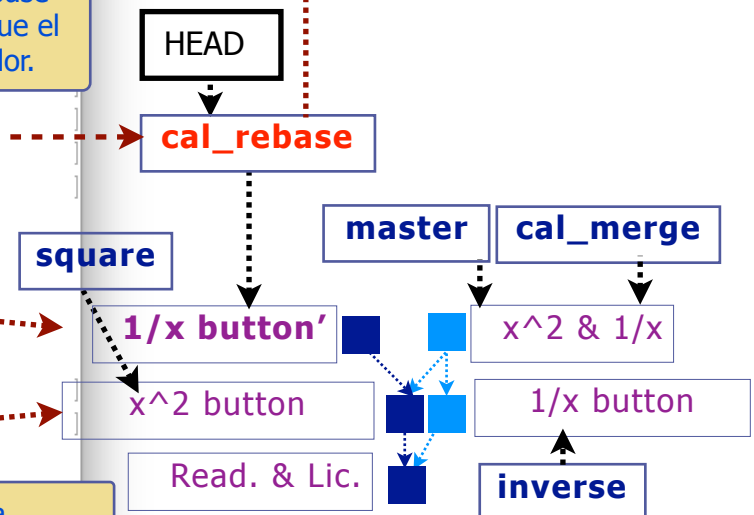 ue el
lor.
HEAD
cal_rebase
master
cal_merge
square
1/x button’
x^2 & 1/x
x^2 button
1/x button
Read. & Lic.
inverse